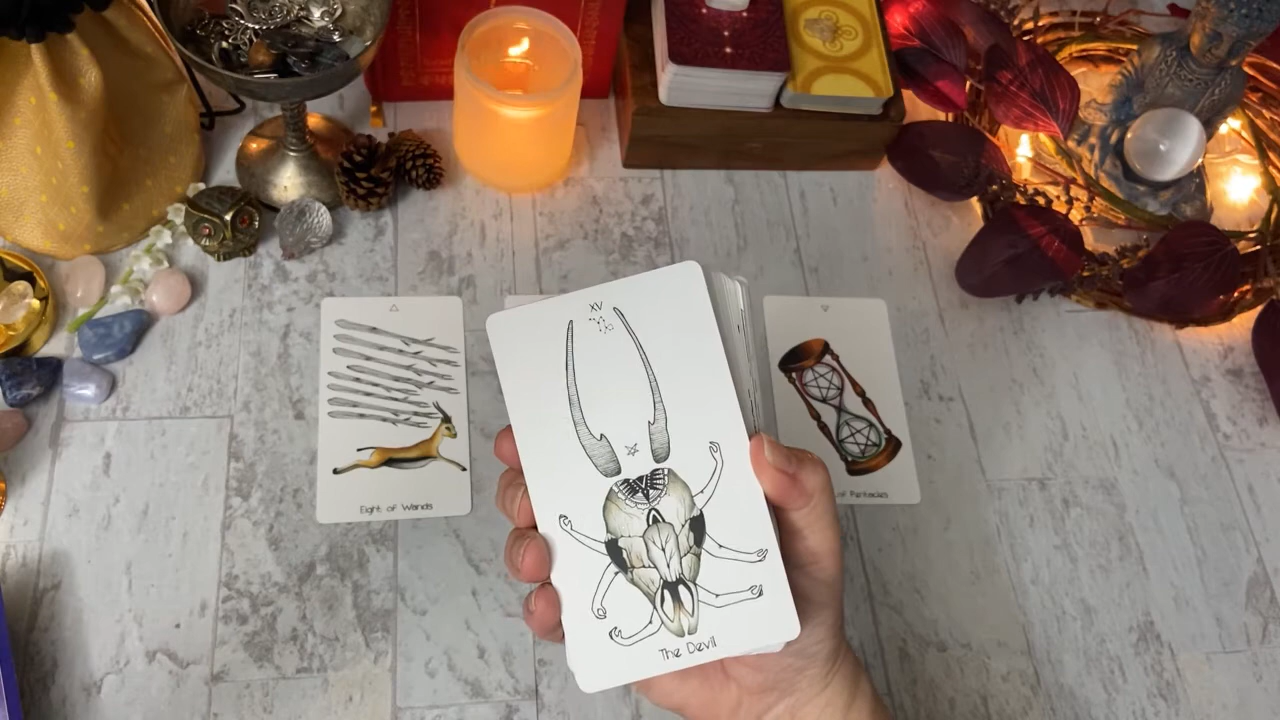 XV
Eight of Wands
of Pentacles
The Devil